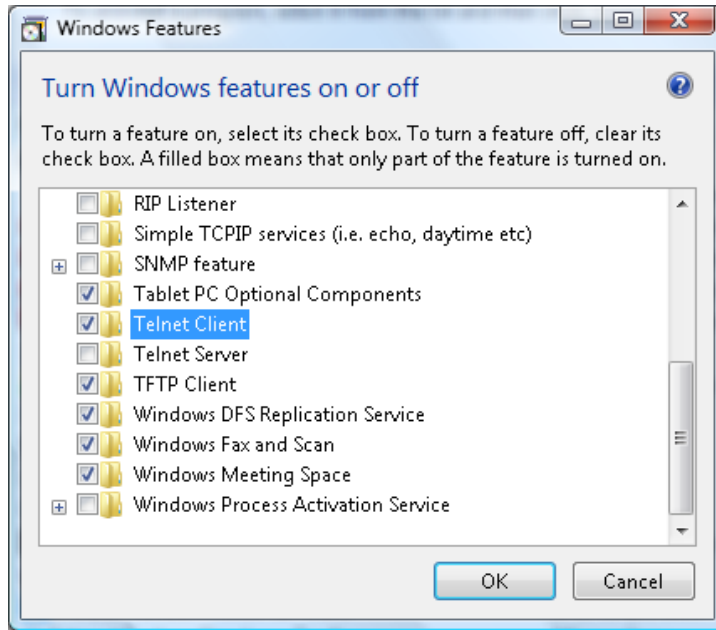 Windows Features
Turn Windows features on or off
To turn a feature on, select its check box. To turn a feature off, clear its
check box. A filled box means that only part of the feature is turned on.
RIP Listener
Simple TCPIP services (i.e. echo, daytime etc)
SNMP feature
Tablet PC Optional Components
Telnet Client
Telnet Server
TFTP Client
Windows DFS Replication Service
Windows Fax and Scan
Windows Meeting Space
Windows Process Activation Service
OK Cancel